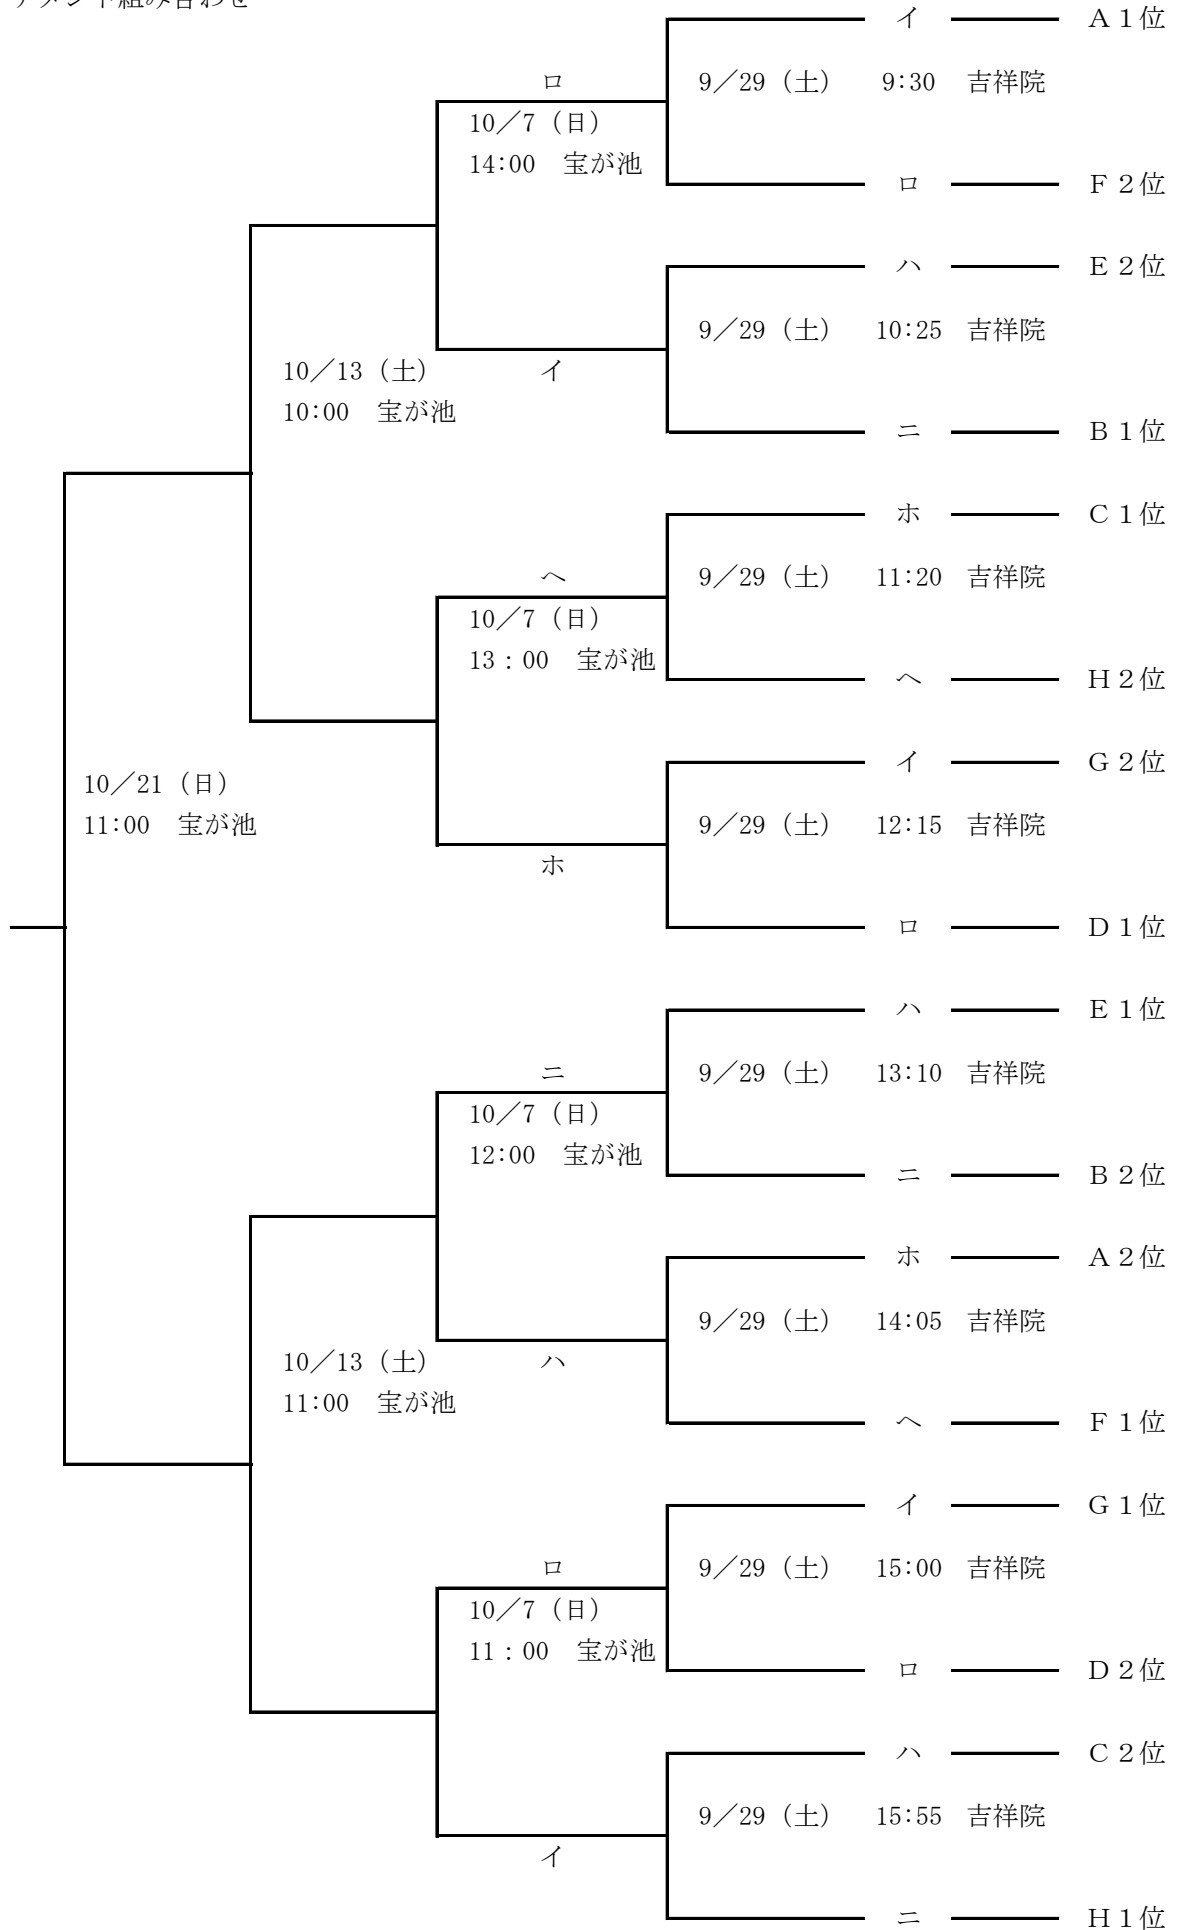 イ　Ａ１位
ロ　9／29（土）　9:30　吉祥院
10／7（日）
14:00　宝が池
ロ　Ｆ２位
ハ　Ｅ２位
9／29（土）　10:25　吉祥院
10／13（土）　イ
10:00　宝が池
ニ　Ｂ１位
ホ　Ｃ１位
ヘ　9／29（土）　11:20　吉祥院
10／7（日）
13：00　宝が池
ヘ　Ｈ２位
イ　Ｇ２位
10／21（日）
11:00　宝が池　9／29（土）　12:15　吉祥院
ホ
ロ　Ｄ１位
ハ　Ｅ１位
ニ　9／29（土）　13:10　吉祥院
10／7（日）
12:00　宝が池
ニ　Ｂ２位
ホ　Ａ２位
9／29（土）　14:05　吉祥院
10／13（土）　ハ
11:00　宝が池
ヘ　Ｆ１位
イ　Ｇ１位
ロ　9／29（土）　15:00　吉祥院
10／7（日）
11：00　宝が池
ロ　Ｄ２位
ハ　Ｃ２位
9／29（土）　15:55　吉祥院
イ
ニ　Ｈ１位